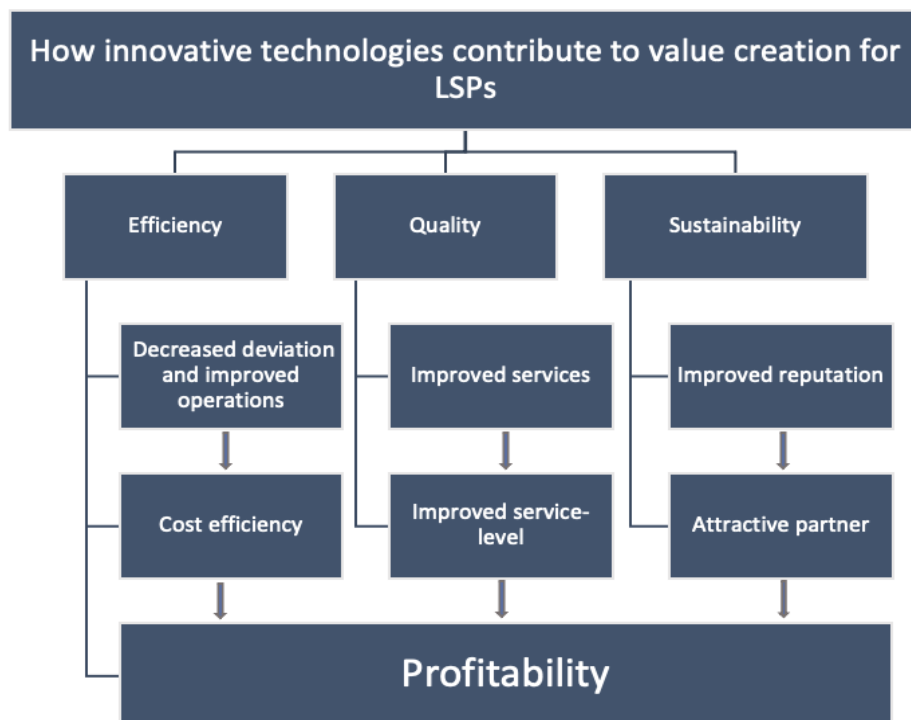 How innovative technologies contribute to value creation for
LSPs
Efficiency
Quality
Sustainability
Decreased deviation
and improved
operations
Improved services
Improved reputation
Cost efficiency
Improved service-
level
Attractive partner
Profitability